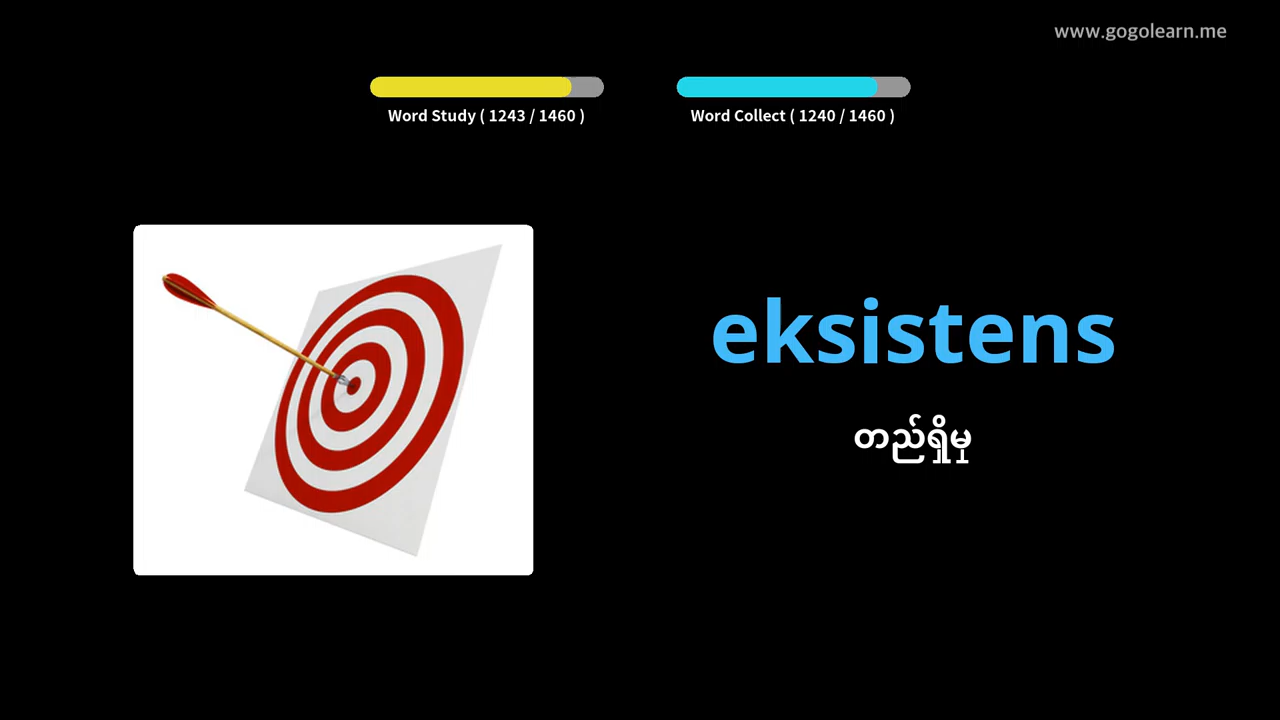 www.gogolearn.me
Word Study ( 1243 / 1460 )
Word Collect ( 1240 / 1460 )
eksistens
တည်ရှိမှု